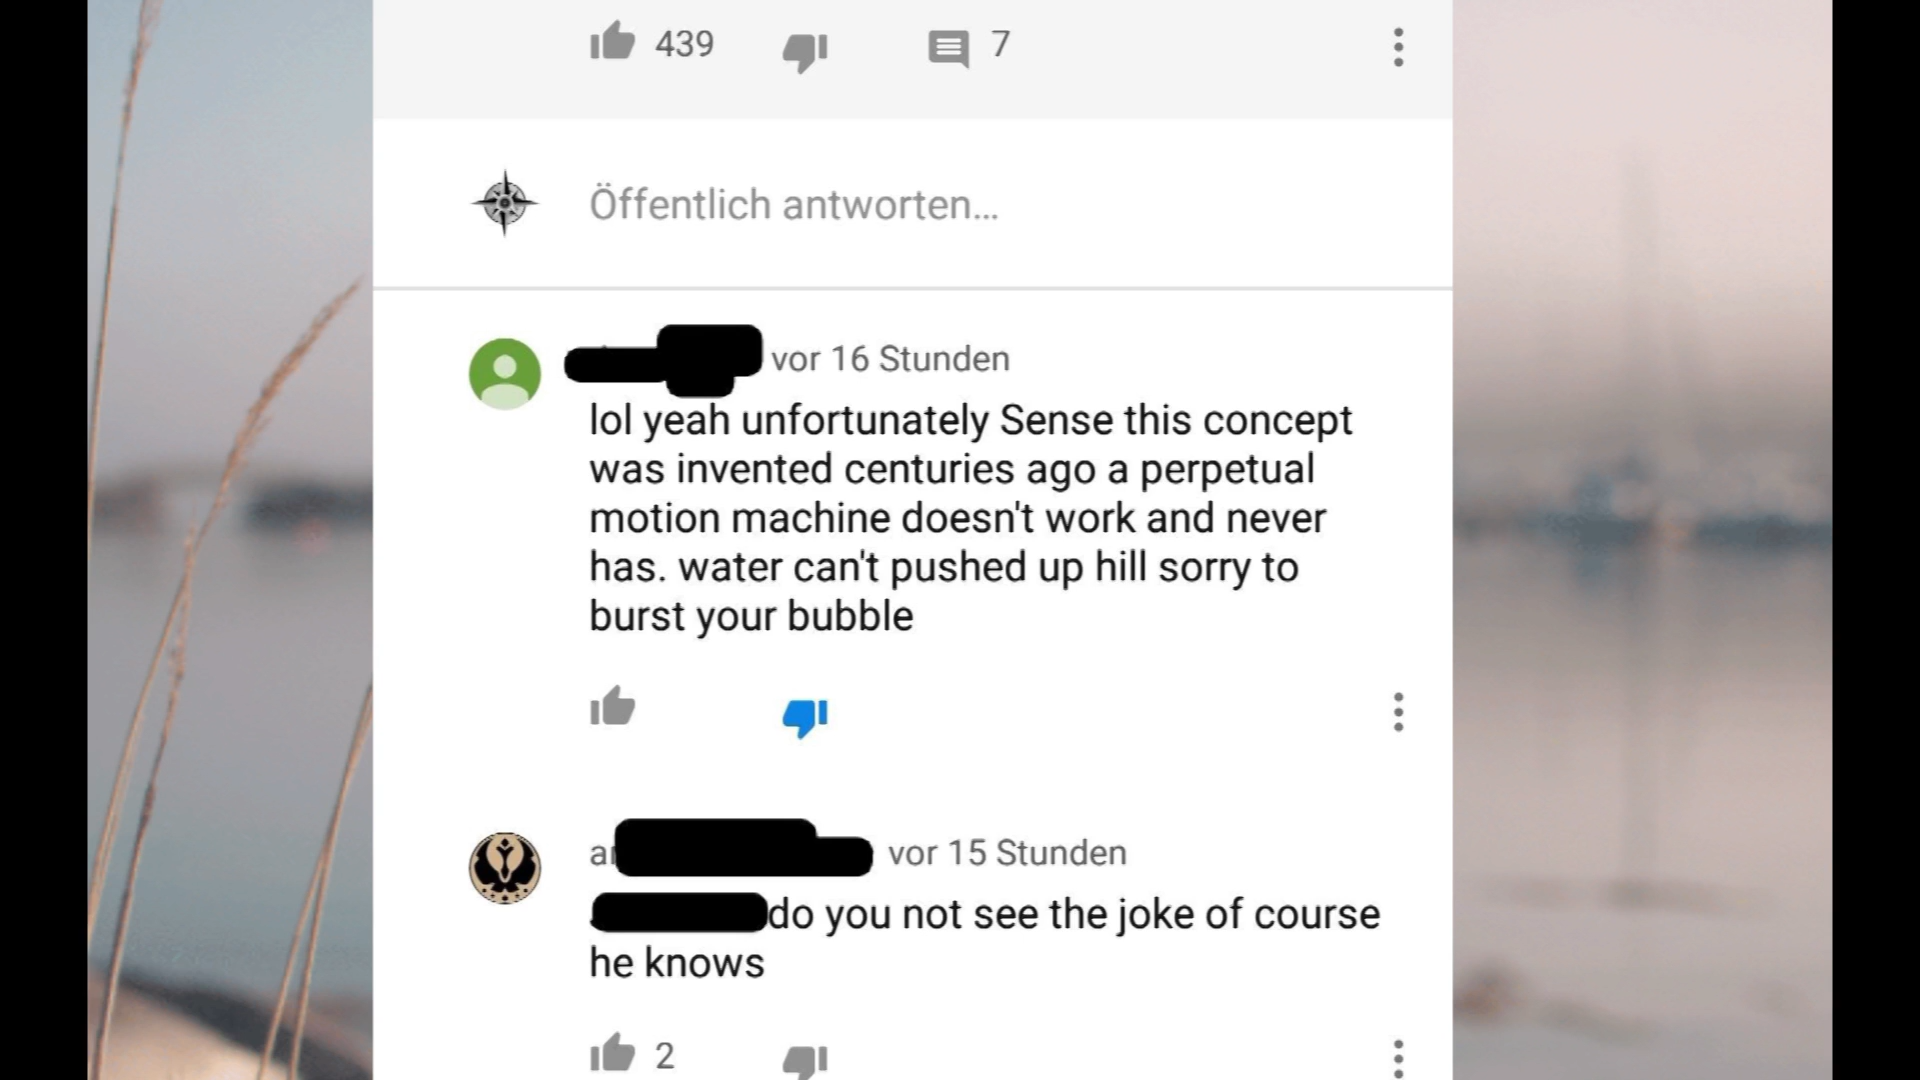 439 7
Öffentlich antworten...
vor 16 Stunden
lol yeah unfortunately Sense this concept
was invented centuries ago a perpetual
motion machine doesn't work and never
has. water can't pushed up hill sorry to
burst your bubble
vor 15 Stunden
do you not see the joke of course
he knows
2